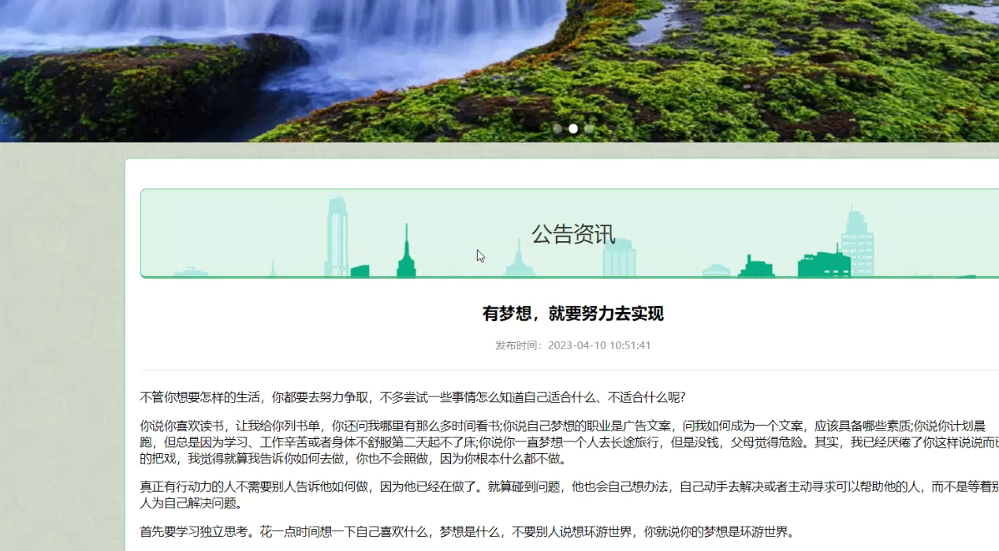 公告资讯
有梦想，就要努力去实现
发布时间：2023-04-10 10:51:41
不管你想要怎样的生活，你都要去努力争取，不多尝试一些事情怎么知道自己适合什么、不适合什么呢?
你说你喜欢读书，让我给你列书单，你还问我哪里有那么多时间看书;你说自己梦想的职业是广告文案，问我如何成为一个文案，应该具备哪些素质;你说你计划晨
跑，但总是因为学习、工作辛苦或者身体不舒服第二天起不了床;你说你一直梦想一个人去长途旅行，但是没钱，父母觉得危险。其实，我已经厌倦了你这样说说而已
的把戏，我觉得就算我告诉你如何去做，你也不会照做，因为你根本什么都不做。
真正有行动力的人不需要别人告诉他如何做，因为他已经在做了。就算碰到问题，他也会自己想办法，自己动手去解决或者主动寻求可以帮助他的人，而不是等着别
人为自己解决问题。
首先要学习独立思考。花一点时间想一下自己喜欢什么，梦想是什么，不要别人说想环游世界，你就说你的梦想是环游世界。